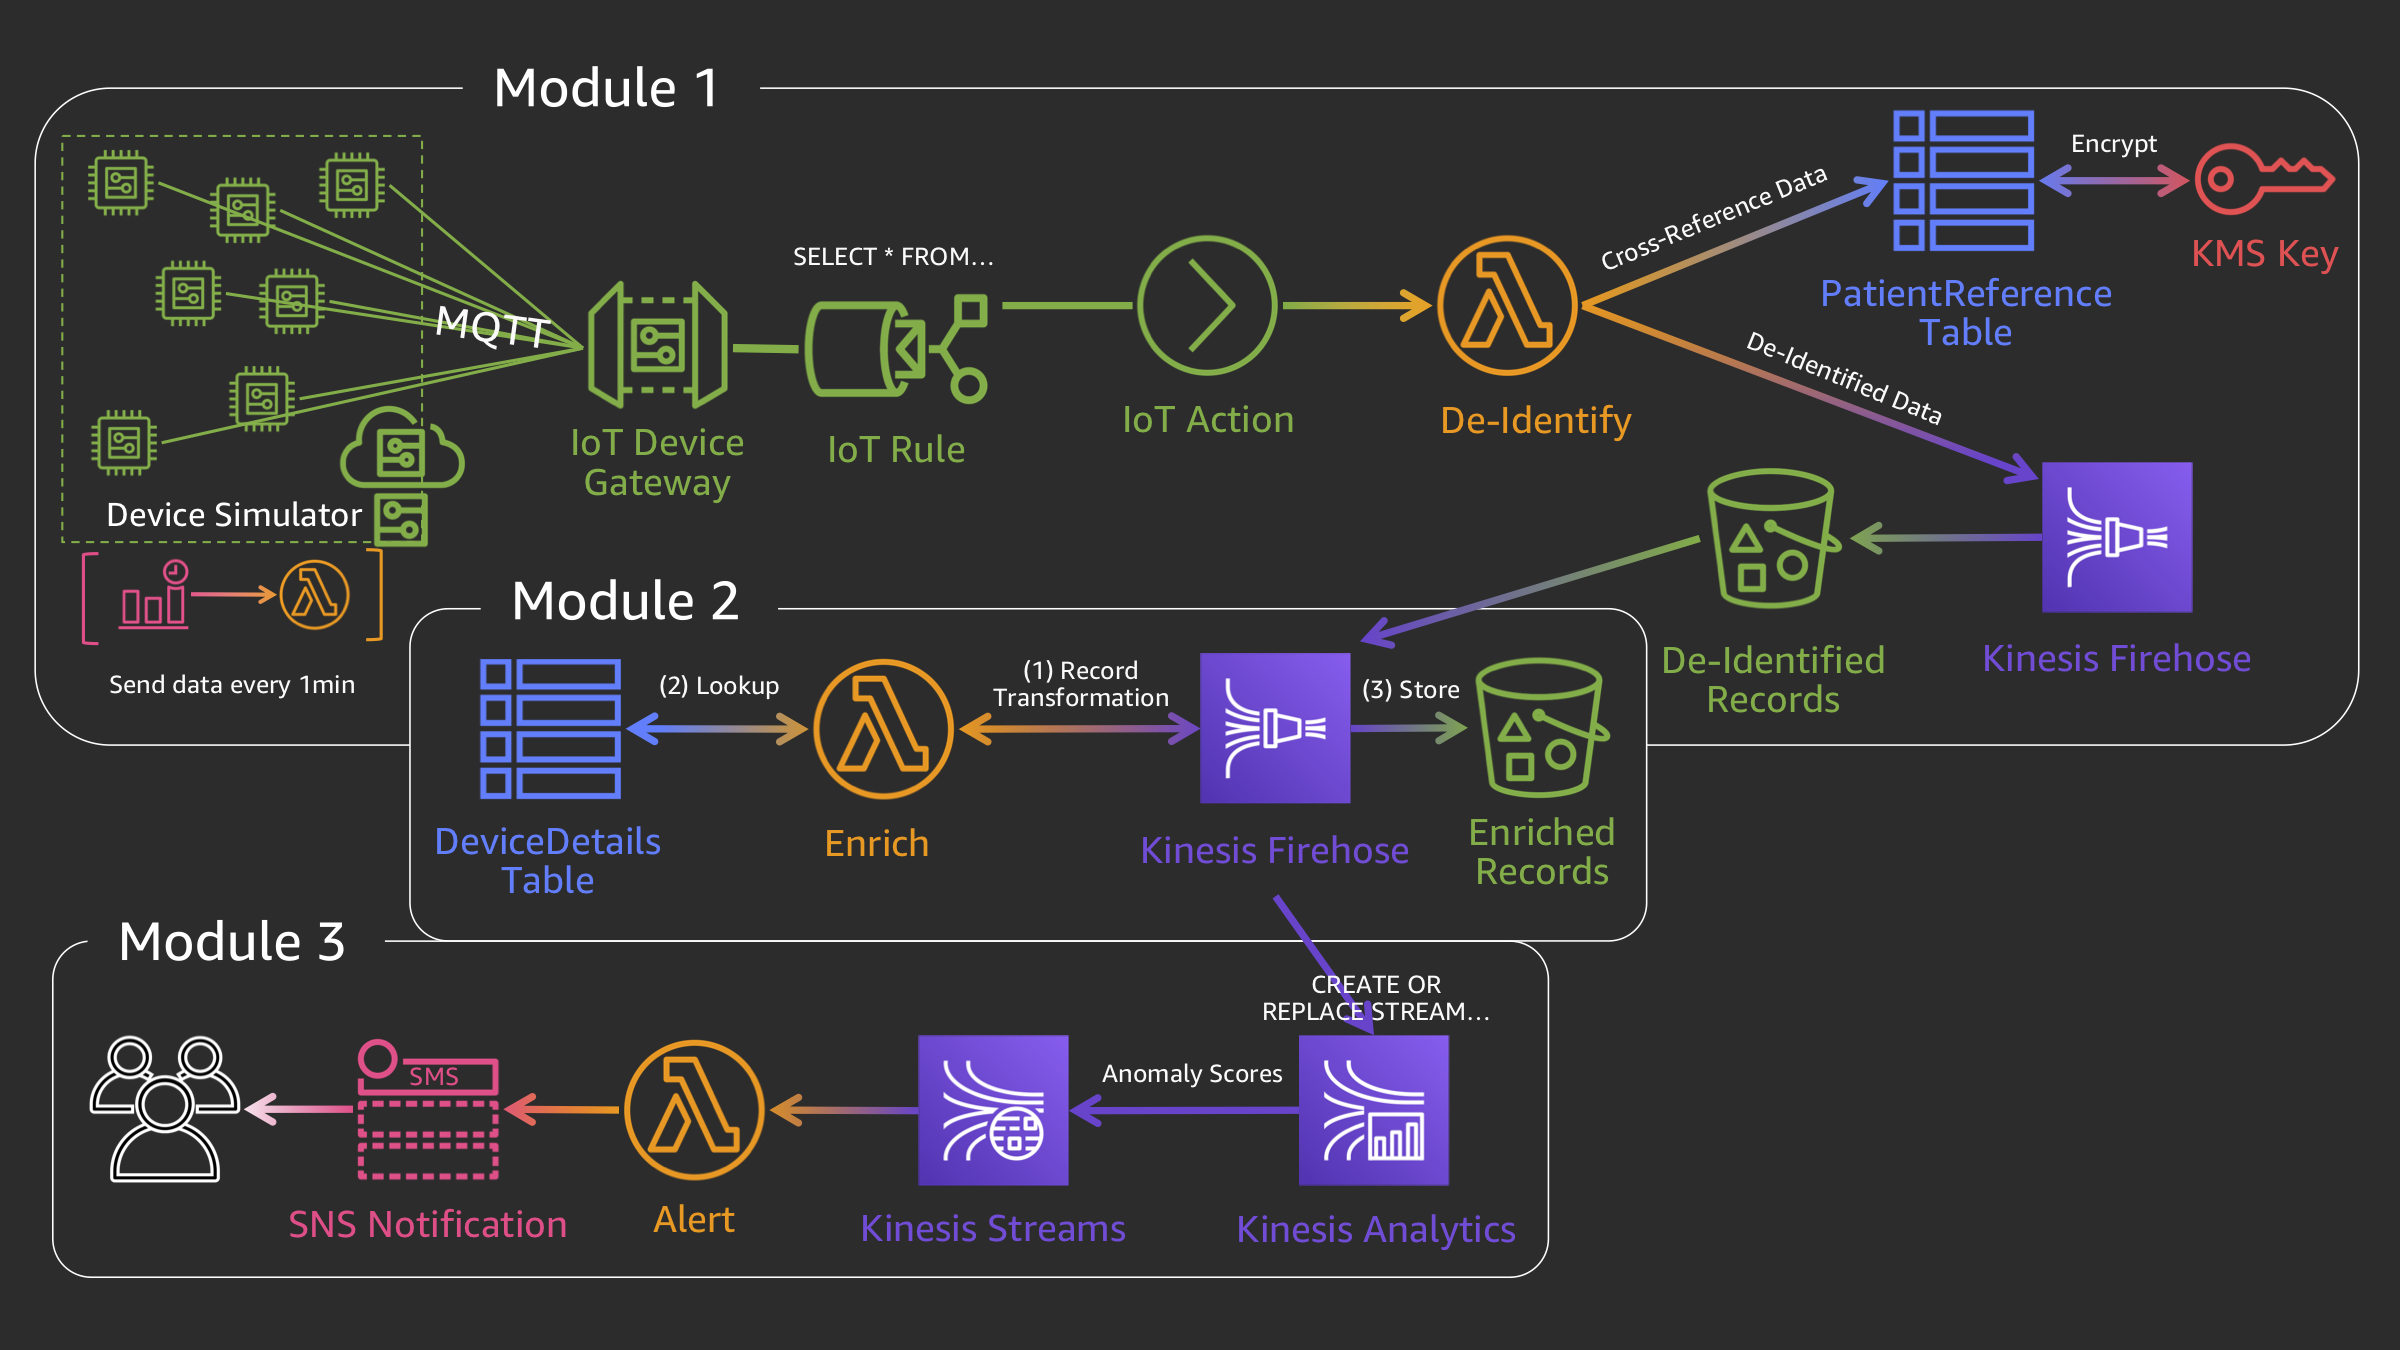 Module 1
MQTT
Device Simulator
Send data every 1min
IoT Device
Gateway
SELECT * FROM...
IoT Rule
IoT Action
De-Identify
Cross-Reference Data
De-Identified Data
PatientReference
Table
Encrypt
KMS Key
Kinesis Firehose
De-Identified
Records
Module 2
DeviceDetails
Table
(2) Lookup
Enrich
(1) Record
Transformation
Kinesis Firehose
(3) Store
Enriched
Records
Module 3
CREATE OR
REPLACE STREAM...
Kinesis Analytics
Anomaly Scores
Kinesis Streams
Alert
SMS
SNS Notification